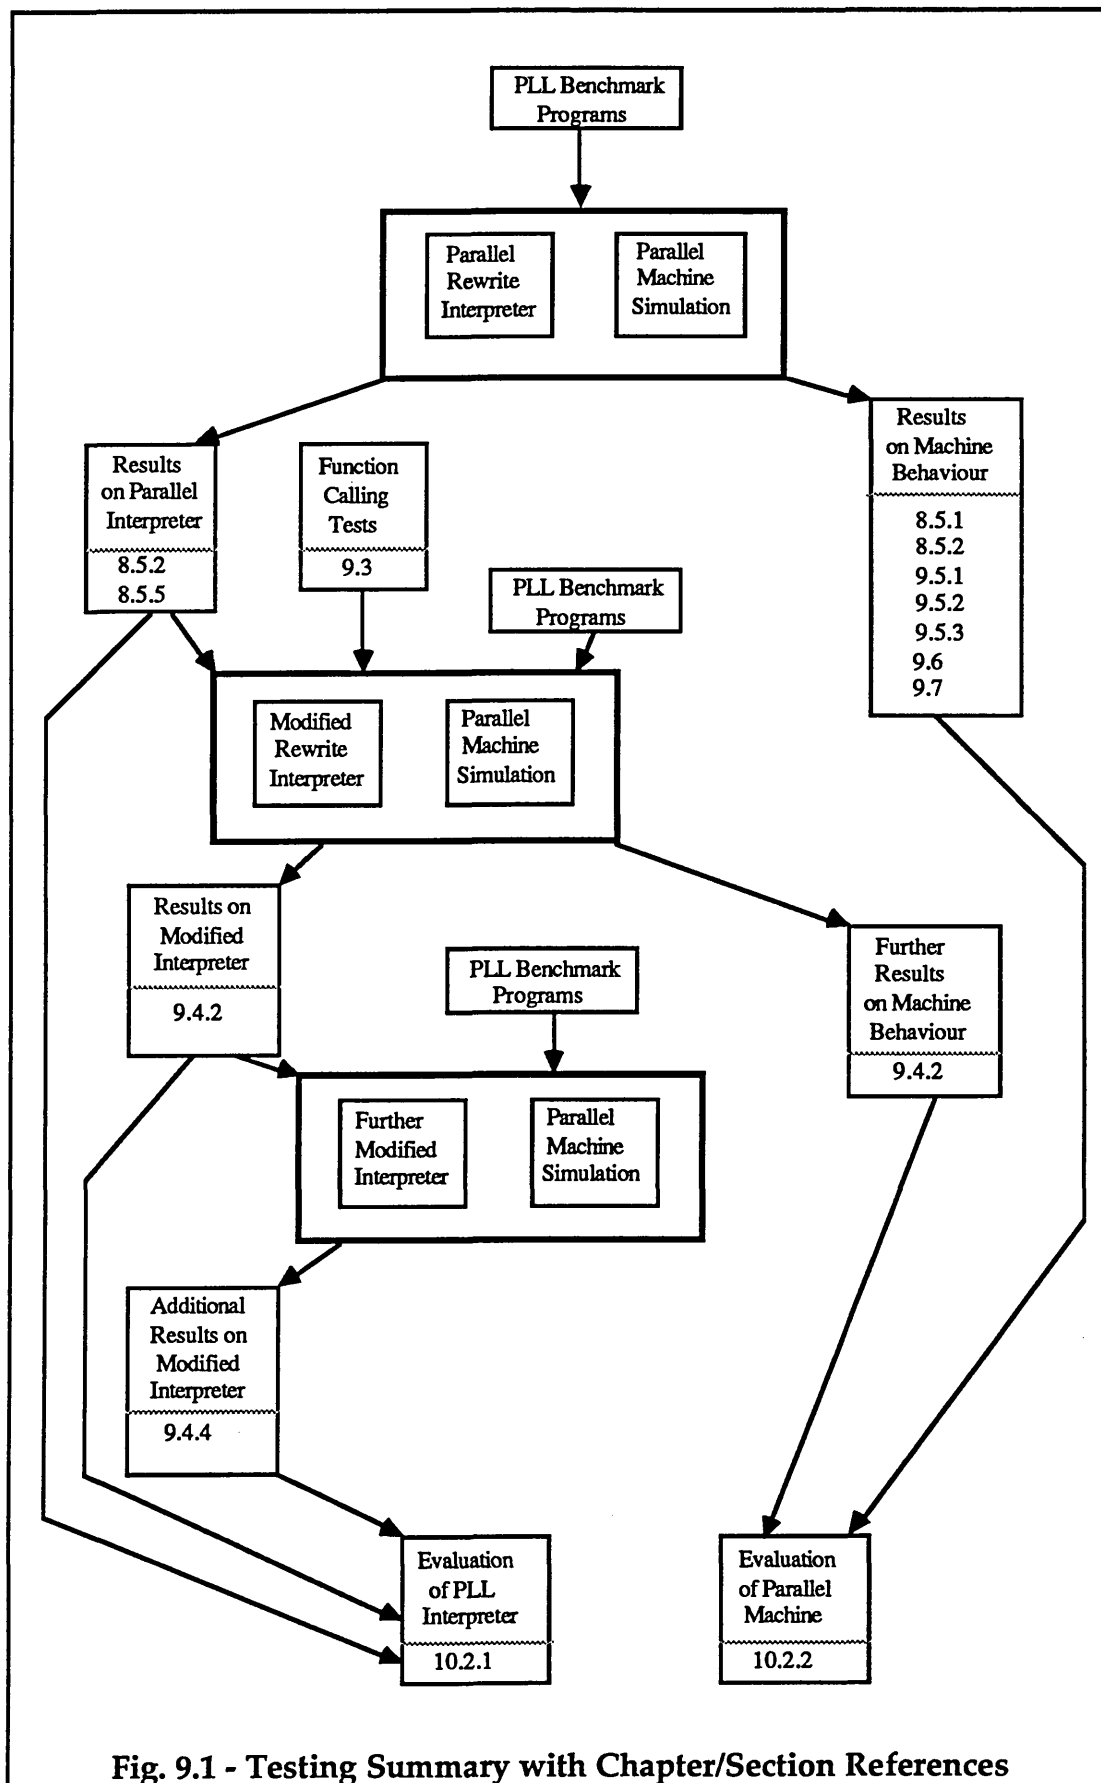 PLL Benchmark
Programs
Parallel
Rewrite
Interpreter
Parallel
Machine
Simulation
Results
on Parallel
Interpreter
8.5.2
8.5.5
Function
Calling
Tests
9.3
Results
on Machine
Behaviour
8.5.1
8.5.2
9.5.1
9.5.2
9.5.3
9.6
9.7
PLL Benchmark
Programs
Modified
Rewrite
Interpreter
Parallel
Machine
Simulation
Results on
Modified
Interpreter
9.4.2
PLL Benchmark
Programs
Further
Results
on Machine
Behaviour
9.4.2
Further
Modified
Interpreter
Parallel
Machine
Simulation
Additional
Results on
Modified
Interpreter
9.4.4
Evaluation
of PLL
Interpreter
10.2.1
Evaluation
of Parallel
Machine
10.2.2
Fig. 9.1 - Testing Summary with Chapter/Section References